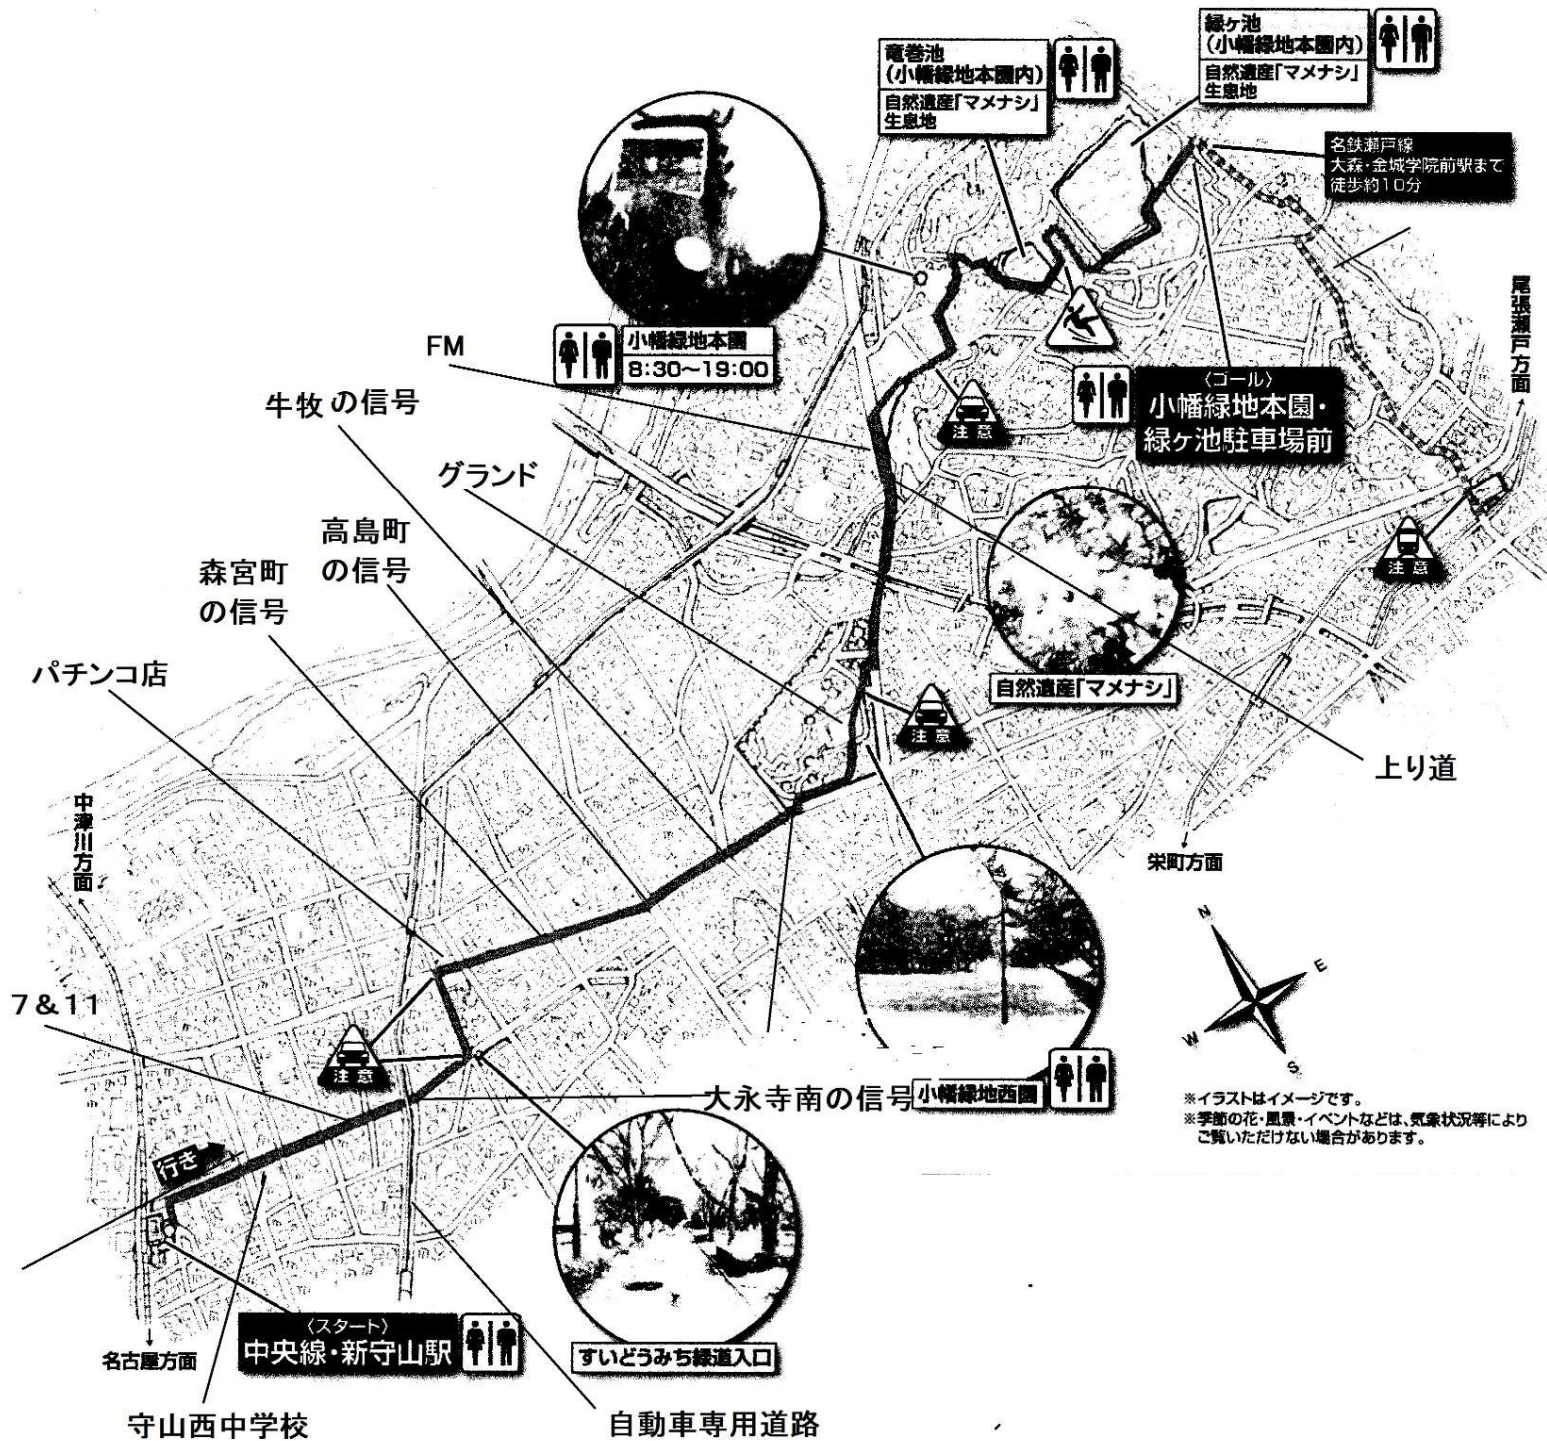 緑ヶ池
(小幡緑地本園内)
自然遺産「マメナシ」
生息地
竜巻池
(小幡緑地本園内)
自然遺産「マメナシ」
生息地
名鉄瀬戸線
大森・金城学院前駅まで
徒歩約10分
尾張瀬戸方面
小幡緑地本園
8:30~19:00
FM
牛牧の信号
〈ゴール〉
小幡緑地本園・
緑ヶ池駐車場前
注意
グランド
高島町
の信号
森宮町
の信号
注意
パチンコ店
自然遺産「マメナシ」
注意
上り道
中津川方面
栄町方面
N
E
W
S
7&11
注意
大永寺南の信号
小幡緑地西園
※イラストはイメージです。
※季節の花・風景・イベントなどは、気象状況等により
ご覧いただけない場合があります。
行き
〈スタート〉
中央線・新守山駅
名古屋方面
すいどうみち緑道入口
守山西中学校
自動車専用道路